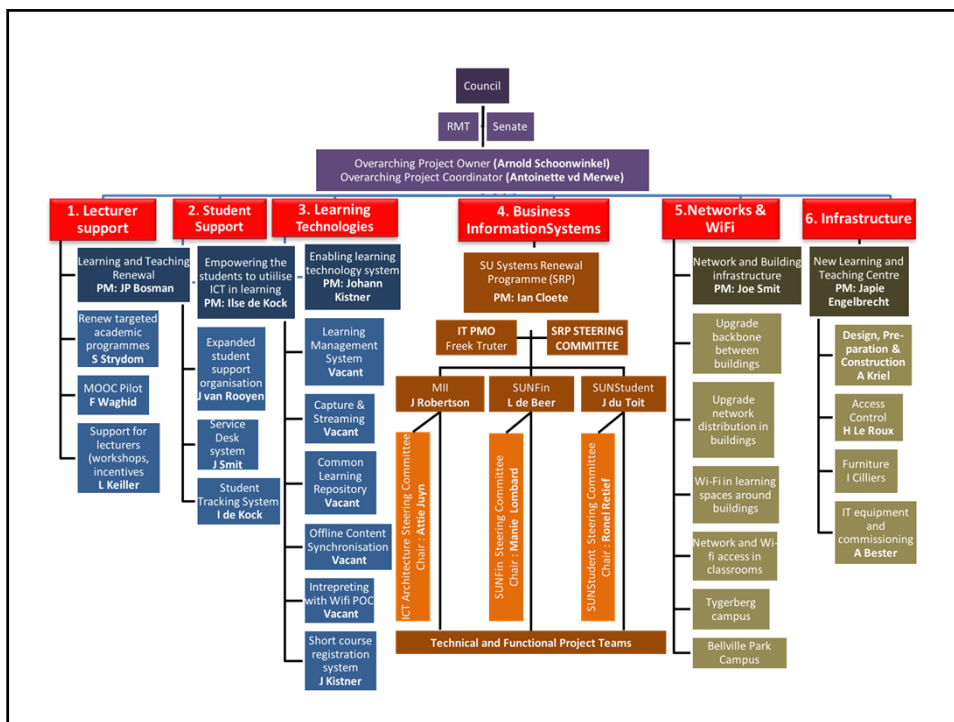 Council
RMT
Senate
Overarching Project Owner (Arnold Schoonwinkel)
Overarching Project Coordinator (Antoinette vd Merwe)
1. Lecturer
support
Learning and Teaching
Renewal
PM: JP Bosman
Renew targeted
academic
programmes
S Strydom
MOOC Pilot
F Waghid
Support for
lecturers
(workshops,
incentives
L Keiller
2. Student
Support
Empowering the
students to utiilise
ICT in learning
PM: Ilse de Kock
Expanded
student
support
organisation
J van Rooyen
Service
Desk
system
J Smit
Student
Tracking System
I de Kock
3. Learning
Technologies
Enabling learning
technology system
PM: Johann
Kistner
Learning
Management
System
Vacant
Capture &
Streaming
Vacant
Common
Learning
Repository
Vacant
Offline Content
Synchronisation
Vacant
Intrepreting
with Wifi POC
Vacant
Short course
registration
system
J Kistner
4. Business
InformationSystems
SU Systems Renewal
Programme (SRP)
PM: Ian Cloete
IT PMO
Freek Truter
SRP STEERING
COMMITTEE
MII
J Robertson
SUNFin
L de Beer
SUNStudent
J du Toit
ICT Architecture Steering Committee
Chair : Attie Juyn
SUNFin Steering Committee
Chair : Manie Lombard
SUNStudent Steering Committee
Chair : Ronel Retief
Technical and Functional Project Teams
5.Networks &
WiFi
Network and Building
infrastructure
PM: Joe Smit
Upgrade
backbone
between
buildings
Upgrade
network
distribution in
buildings
Wi-Fi in learning
spaces around
buildings
Network and Wi-
fi access in
classrooms
Tygerberg
campus
Bellville Park
Campus
6. Infrastructure
New Learning and
Teaching Centre
PM: Japie
Engelbrecht
Design, Pre-
paration &
Construction
A Kriel
Access
Control
H Le Roux
Furniture
I Cilliers
IT equipment and
commissioning
A Bester